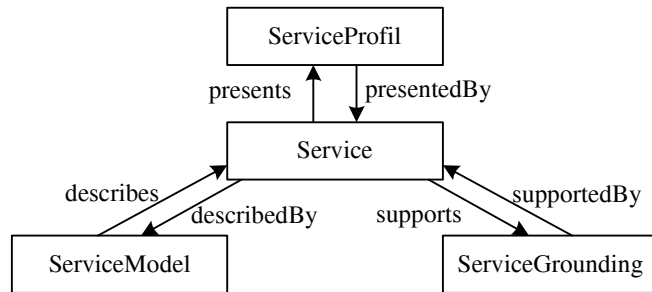 ServiceProfil
presents
presentedBy
Service
describes
describedBy
supports
supportedBy
ServiceModel
ServiceGrounding